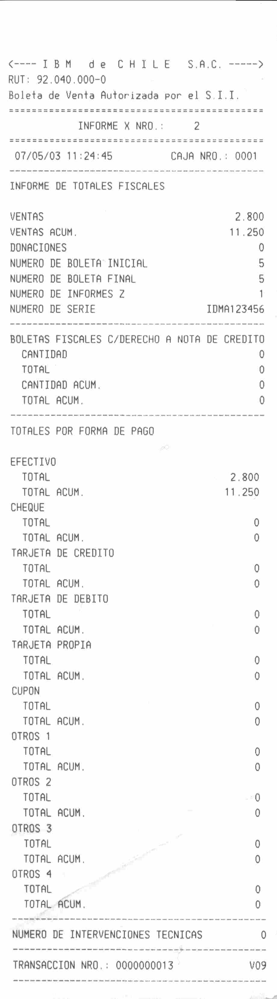 <---- I B M de C H I L E S.A.C. ----->
RUT: 92.040.000-0
Boleta de Venta Autorizada por el S.I.I.
============================================
INFORME X NRO.: 2
============================================
07/05/03 11:24:45 CAJA NRO.: 0001
--------------------------------------------
INFORME DE TOTALES FISCALES
VENTAS 2.800
VENTAS ACUM. 11.250
DONACIONES 0
NUMERO DE BOLETA INICIAL 5
NUMERO DE BOLETA FINAL 5
NUMERO DE INFORMES Z 1
NUMERO DE SERIE IDMA123456
--------------------------------------------
BOLETAS FISCALES C/DERECHO A NOTA DE CREDITO
CANTIDAD 0
TOTAL 0
CANTIDAD ACUM. 0
TOTAL ACUM. 0
--------------------------------------------
TOTALES POR FORMA DE PAGO
EFECTIVO
TOTAL 2.800
TOTAL ACUM. 11.250
CHEQUE
TOTAL 0
TOTAL ACUM. 0
TARJETA DE CREDITO
TOTAL 0
TOTAL ACUM. 0
TARJETA DE DEBITO
TOTAL 0
TOTAL ACUM. 0
TARJETA PROPIA
TOTAL 0
TOTAL ACUM. 0
CUPON
TOTAL 0
TOTAL ACUM. 0
OTROS 1
TOTAL 0
TOTAL ACUM. 0
OTROS 2
TOTAL 0
TOTAL ACUM. 0
OTROS 3
TOTAL 0
TOTAL ACUM. 0
OTROS 4
TOTAL 0
TOTAL ACUM. 0
--------------------------------------------
NUMERO DE INTERVENCIONES TECNICAS 0
--------------------------------------------
TRANSACCION NRO.: 0000000013 V09
--------------------------------------------